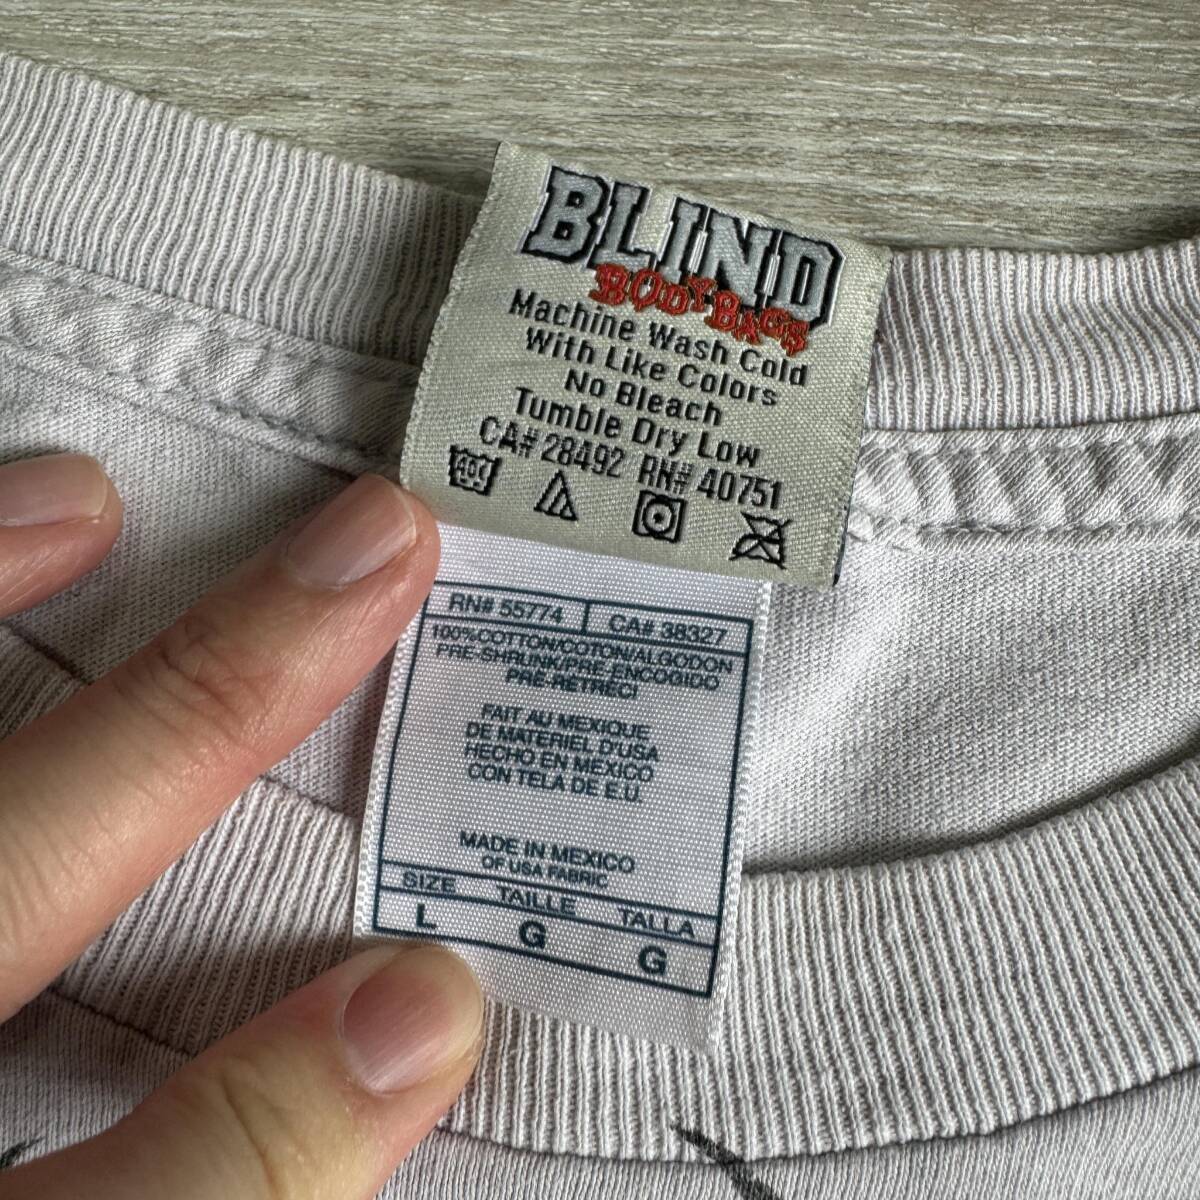 BLIND
BODYBAGS
Machine Wash Cold
With Like Colors
No Bleach
Tumble Dry Low
CA# 28492 RN# 40751
40c
RN# 55774 CA# 38327
100%COTTON/COTON/ALGODON
PRE-SHRUNK/PRE-ENCOGIDO
PRE-RETRECI
FAIT AU MEXIQUE
DE MATERIEL D'USA
HECHO EN MEXICO
CON TELA DE E.U.
MADE IN MEXICO
OF USA FABRIC
SIZE TAILLE TALLA
L G G